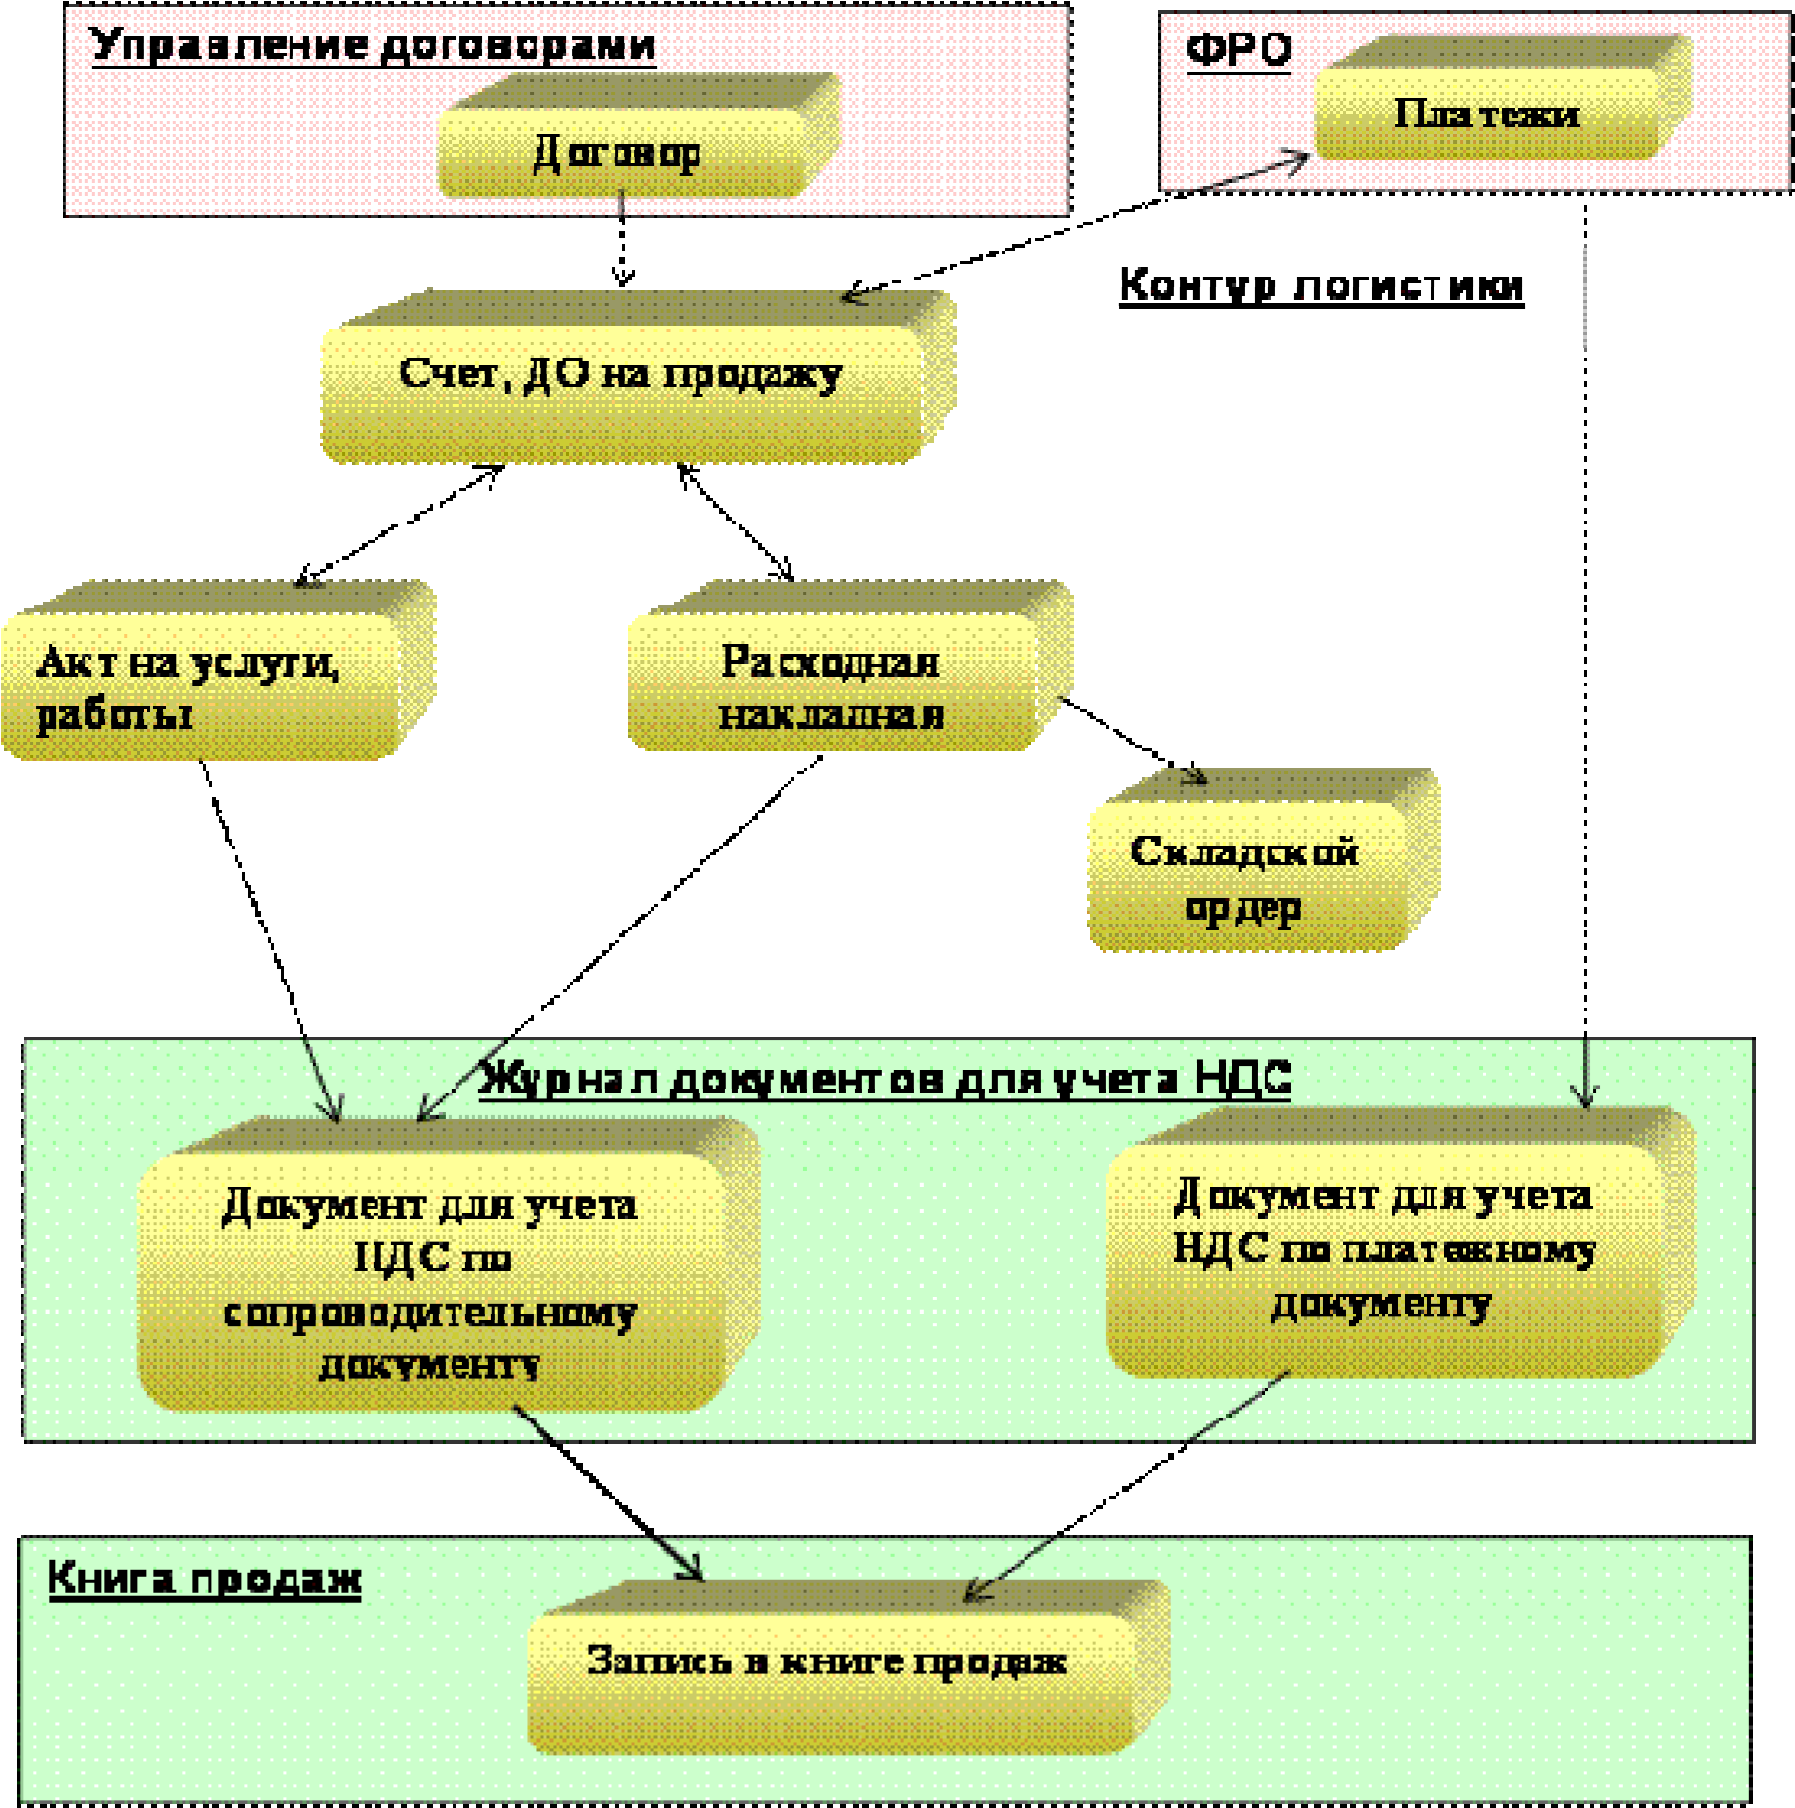 Управление договорами
ФРО
Договор
Платежи
Контур логистики
Счет, ДО на продажу
Акт на услуги,
работы
Расходная
накладная
Складской
ордер
Журнал документов для учета НДС
Документ для учета
НДС по
сопроводительному
документу
Документ для учета
НДС по платежному
документу
Книга продаж
Запись в книге продаж